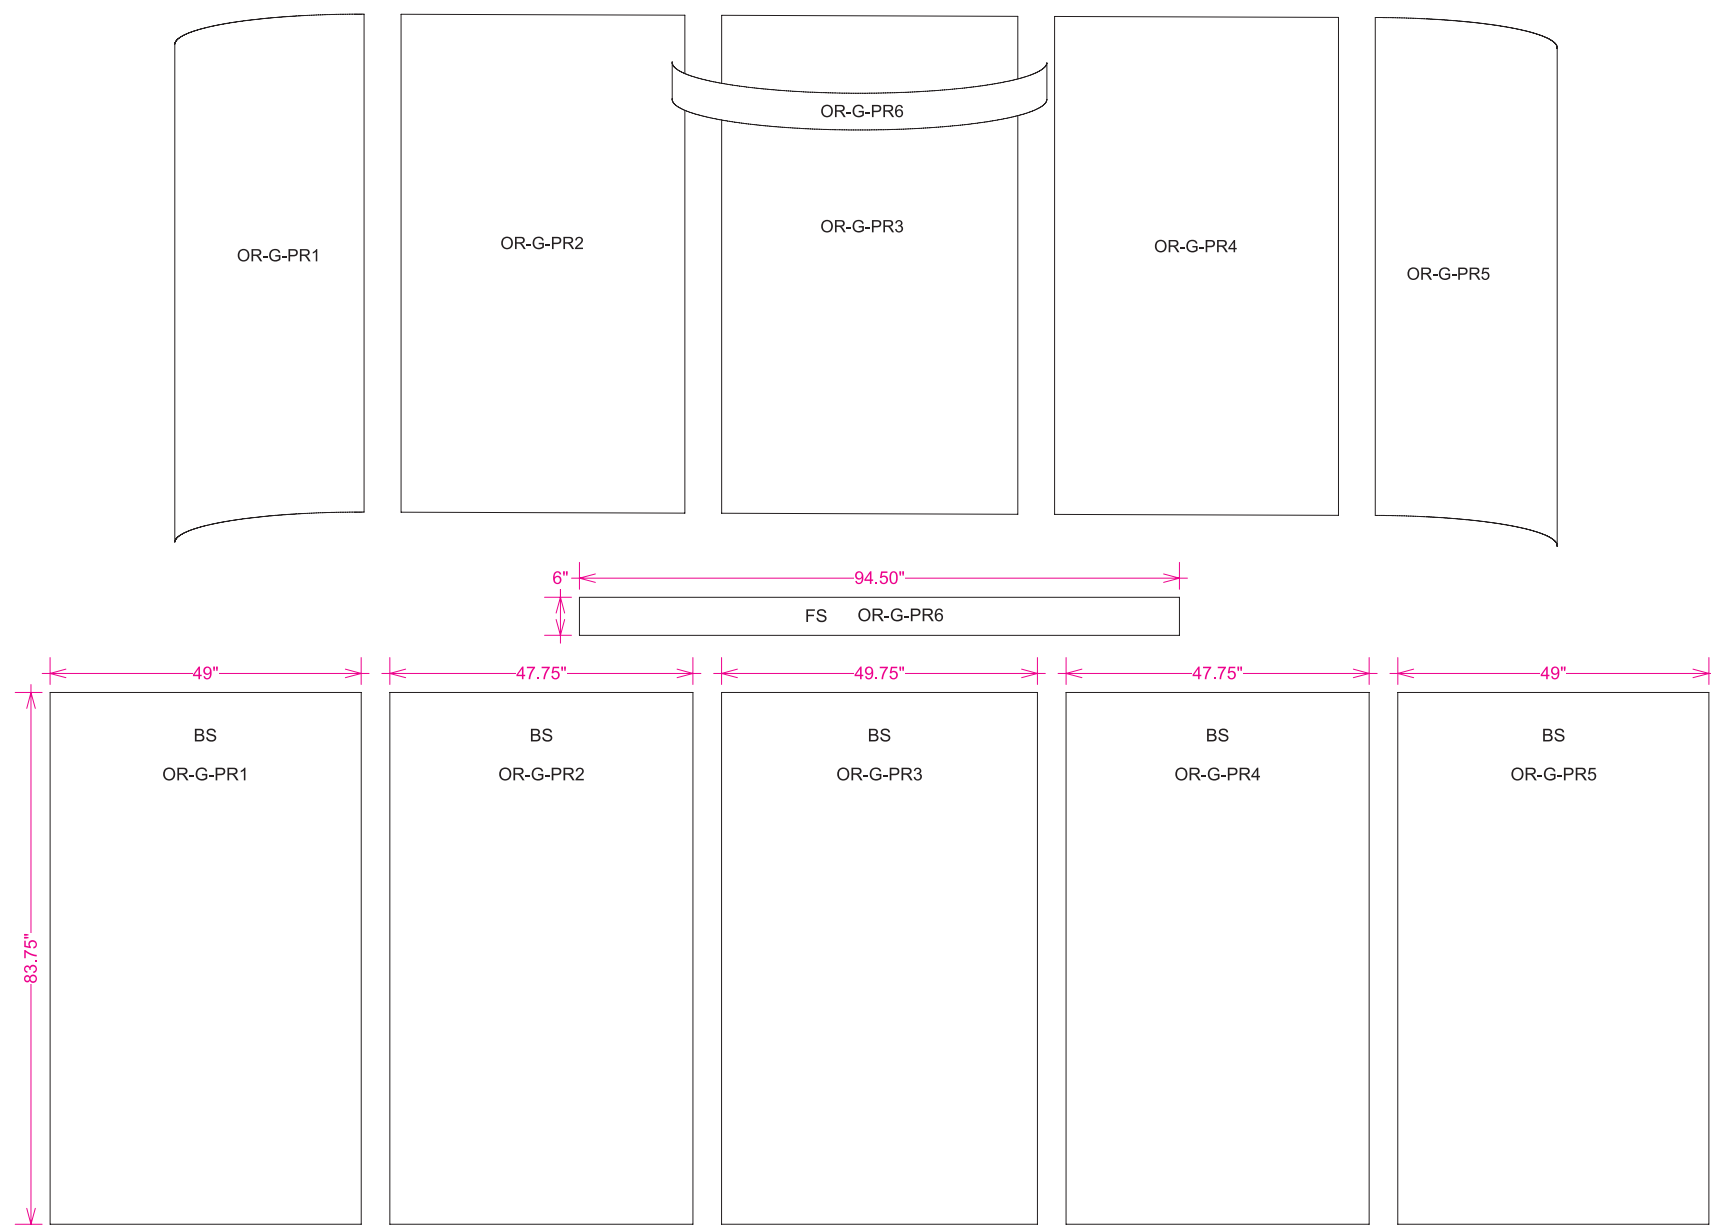 OR-G-PR6
OR-G-PR3
OR-G-PR2
OR-G-PR4
OR-G-PR1
OR-G-PR5
6" 94.50"
FS OR-G-PR6
49" 47.75" 49.75" 47.75" 49"
BS BS BS BS BS
OR-G-PR1 OR-G-PR2 OR-G-PR3 OR-G-PR4 OR-G-PR5
83.75"